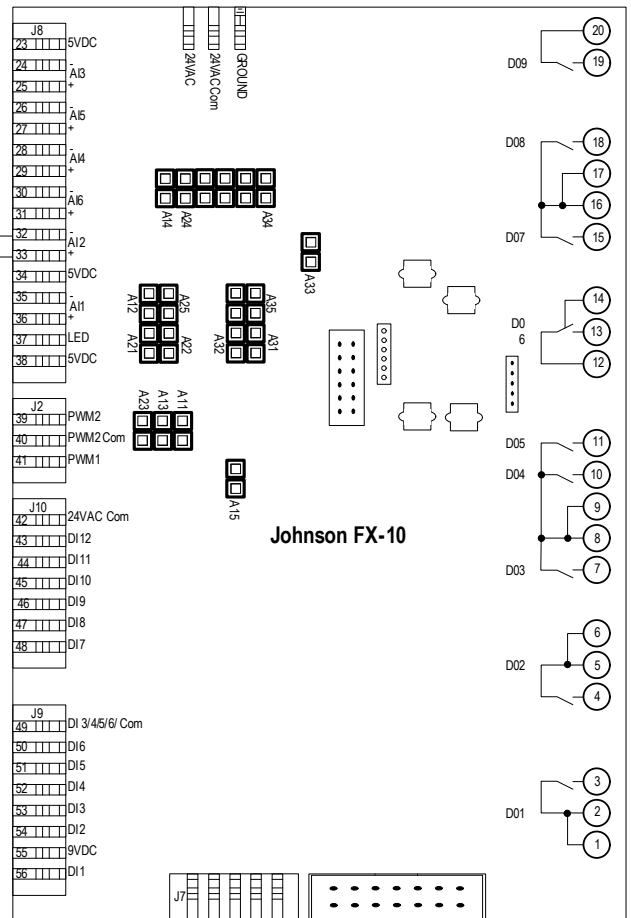 J8
23 5VDC
24 -
AI3
25 +
26 -
AI5
27 +
28 -
AI4
29 +
30 -
AI6
31 +
32 -
AI2
33 +
34 5VDC
35 -
AI1
36 +
37 LED
38 5VDC
J2
39 PWM2
40 PWM2 Com
41 PWM1
J10
42 24VAC Com
43 DI12
44 DI11
45 DI10
46 DI9
47 DI8
48 DI7
J9
49 DI 3/4/5/6/ Com
50 DI6
51 DI5
52 DI4
53 DI3
54 DI2
55 9VDC
56 DI1
24VAC
24VAC Com
GROUND
A14
A24
A34
A33
A12
A25
A21
A22
A35
A32
A31
A23
A13
A11
A15
Johnson FX-10
J7
20
D09
19
D08
18
17
16
D07
15
14
D0
6
13
12
D05
11
D04
10
9
8
D03
7
6
D02
5
4
3
D01
2
1